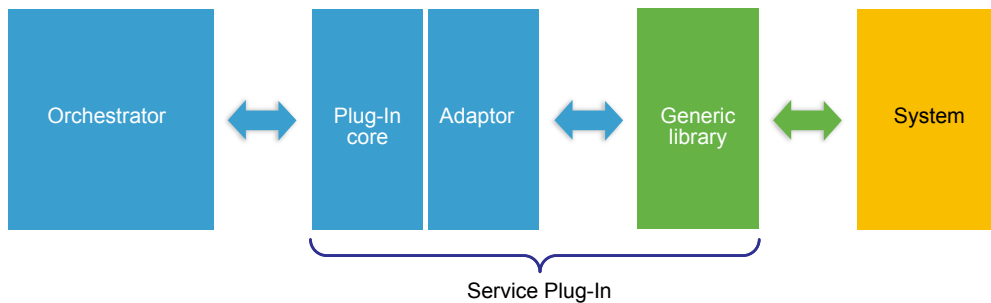 Orchestrator
Plug-In
core
Adaptor
Generic
library
System
Service Plug-In